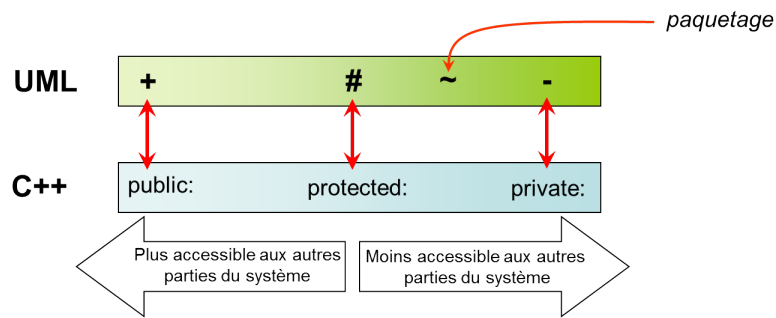 paquetage
UML + # ~ -
C++ public: protected: private:
Plus accessible aux autres
parties du système
Moins accessible aux autres
parties du système